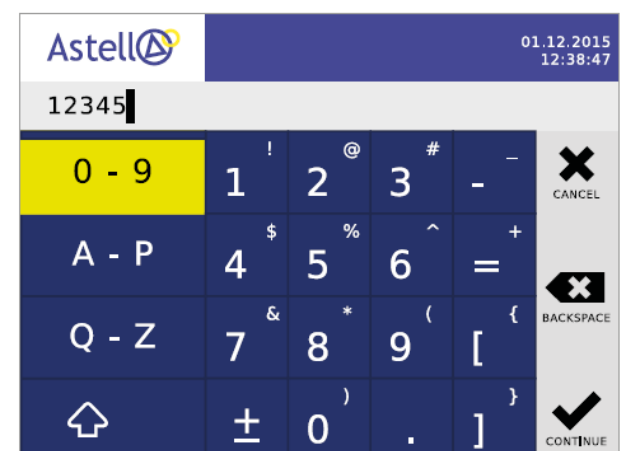 Astell
01.12.2015
12:38:47
12345
0 - 9
! @ # _
1 2 3 -
CANCEL
A - P
$ % ^ +
4 5 6 =
BACKSPACE
Q - Z
& * ( {
7 8 9 [
) }
± 0 . ]
CONTINUE